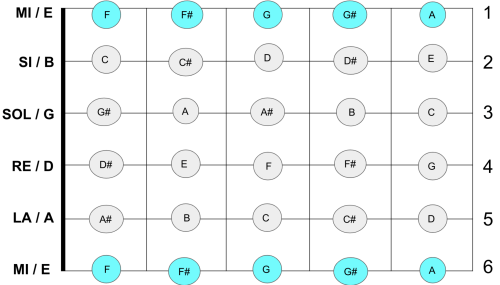 MI / E F F# G G# A 1
SI / B C C# D D# E 2
SOL / G G# A A# B C 3
RE / D D# E F F# G 4
LA / A A# B C C# D 5
MI / E F F# G G# A 6